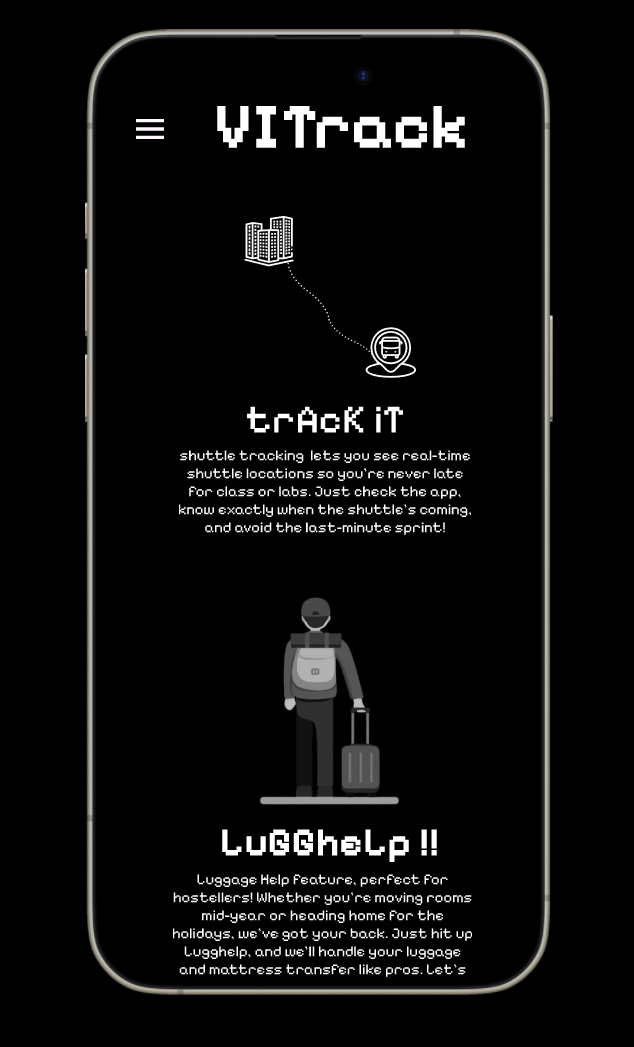 VITrack
trAcK iT
shuttle tracking lets you see real-time
shuttle locations so you're never late
for class or labs. Just check the app,
know exactly when the shuttle's coming,
and avoid the last-minute sprint!
LuGGheLp !!
Luggage Help feature, perfect for
hostellers! Whether you're moving rooms
mid-year or heading home for the
holidays, we've got your back. Just hit up
Lugghelp, and we'll handle your luggage
and mattress transfer like pros. Let's